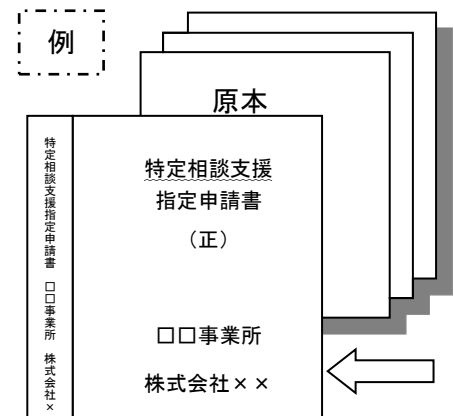 例
原本
特定相談支援
指定申請書
（正）
□□事業所
株式会社××
特定相談支援指定申請書　□□事業所　株式会社×